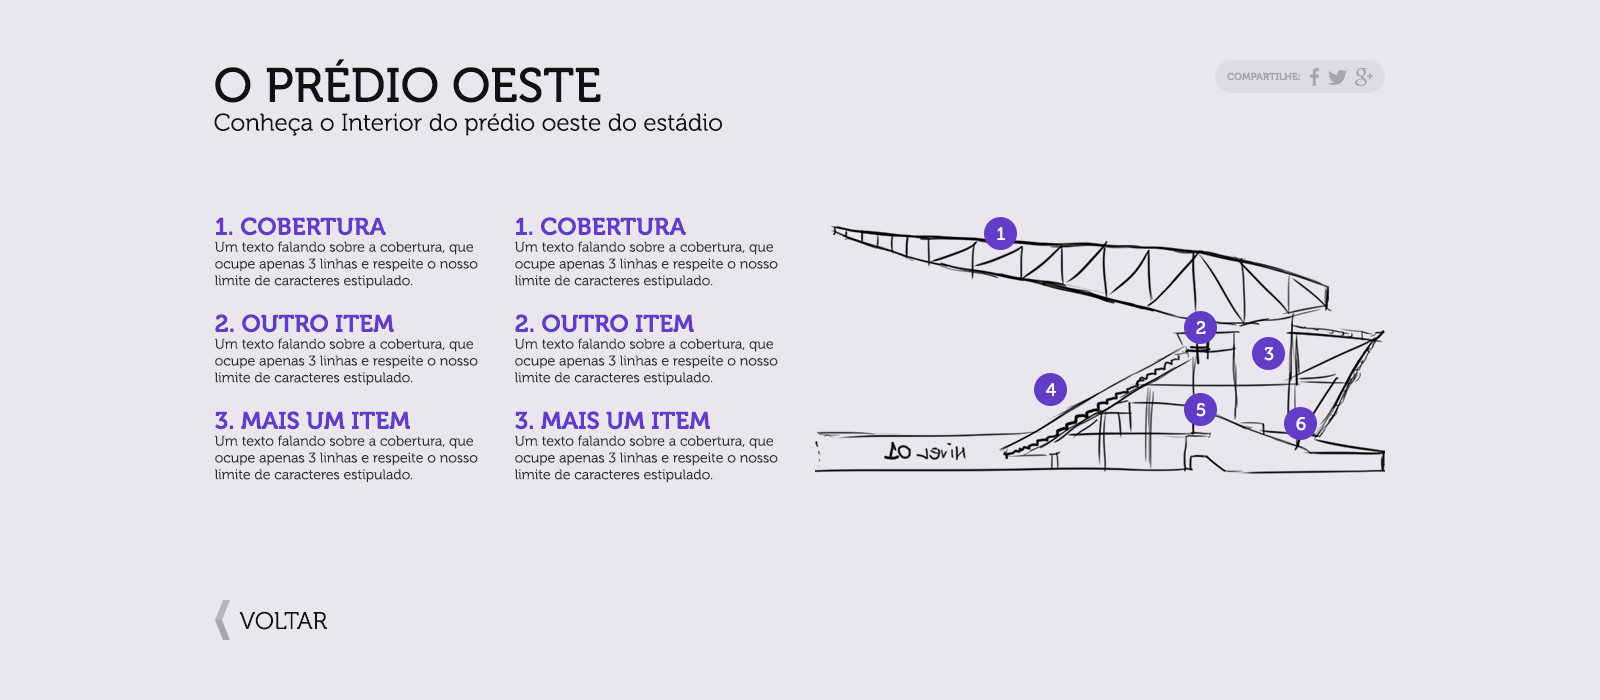 O PRÉDIO OESTE
Conheça o Interior do prédio oeste do estádio
COMPARTILHE:
1. COBERTURA
Um texto falando sobre a cobertura, que
ocupe apenas 3 linhas e respeite o nosso
limite de caracteres estipulado.
2. OUTRO ITEM
Um texto falando sobre a cobertura, que
ocupe apenas 3 linhas e respeite o nosso
limite de caracteres estipulado.
3. MAIS UM ITEM
Um texto falando sobre a cobertura, que
ocupe apenas 3 linhas e respeite o nosso
limite de caracteres estipulado.
1. COBERTURA
Um texto falando sobre a cobertura, que
ocupe apenas 3 linhas e respeite o nosso
limite de caracteres estipulado.
2. OUTRO ITEM
Um texto falando sobre a cobertura, que
ocupe apenas 3 linhas e respeite o nosso
limite de caracteres estipulado.
3. MAIS UM ITEM
Um texto falando sobre a cobertura, que
ocupe apenas 3 linhas e respeite o nosso
limite de caracteres estipulado.
1
2
3
4
5
6
VOLTAR